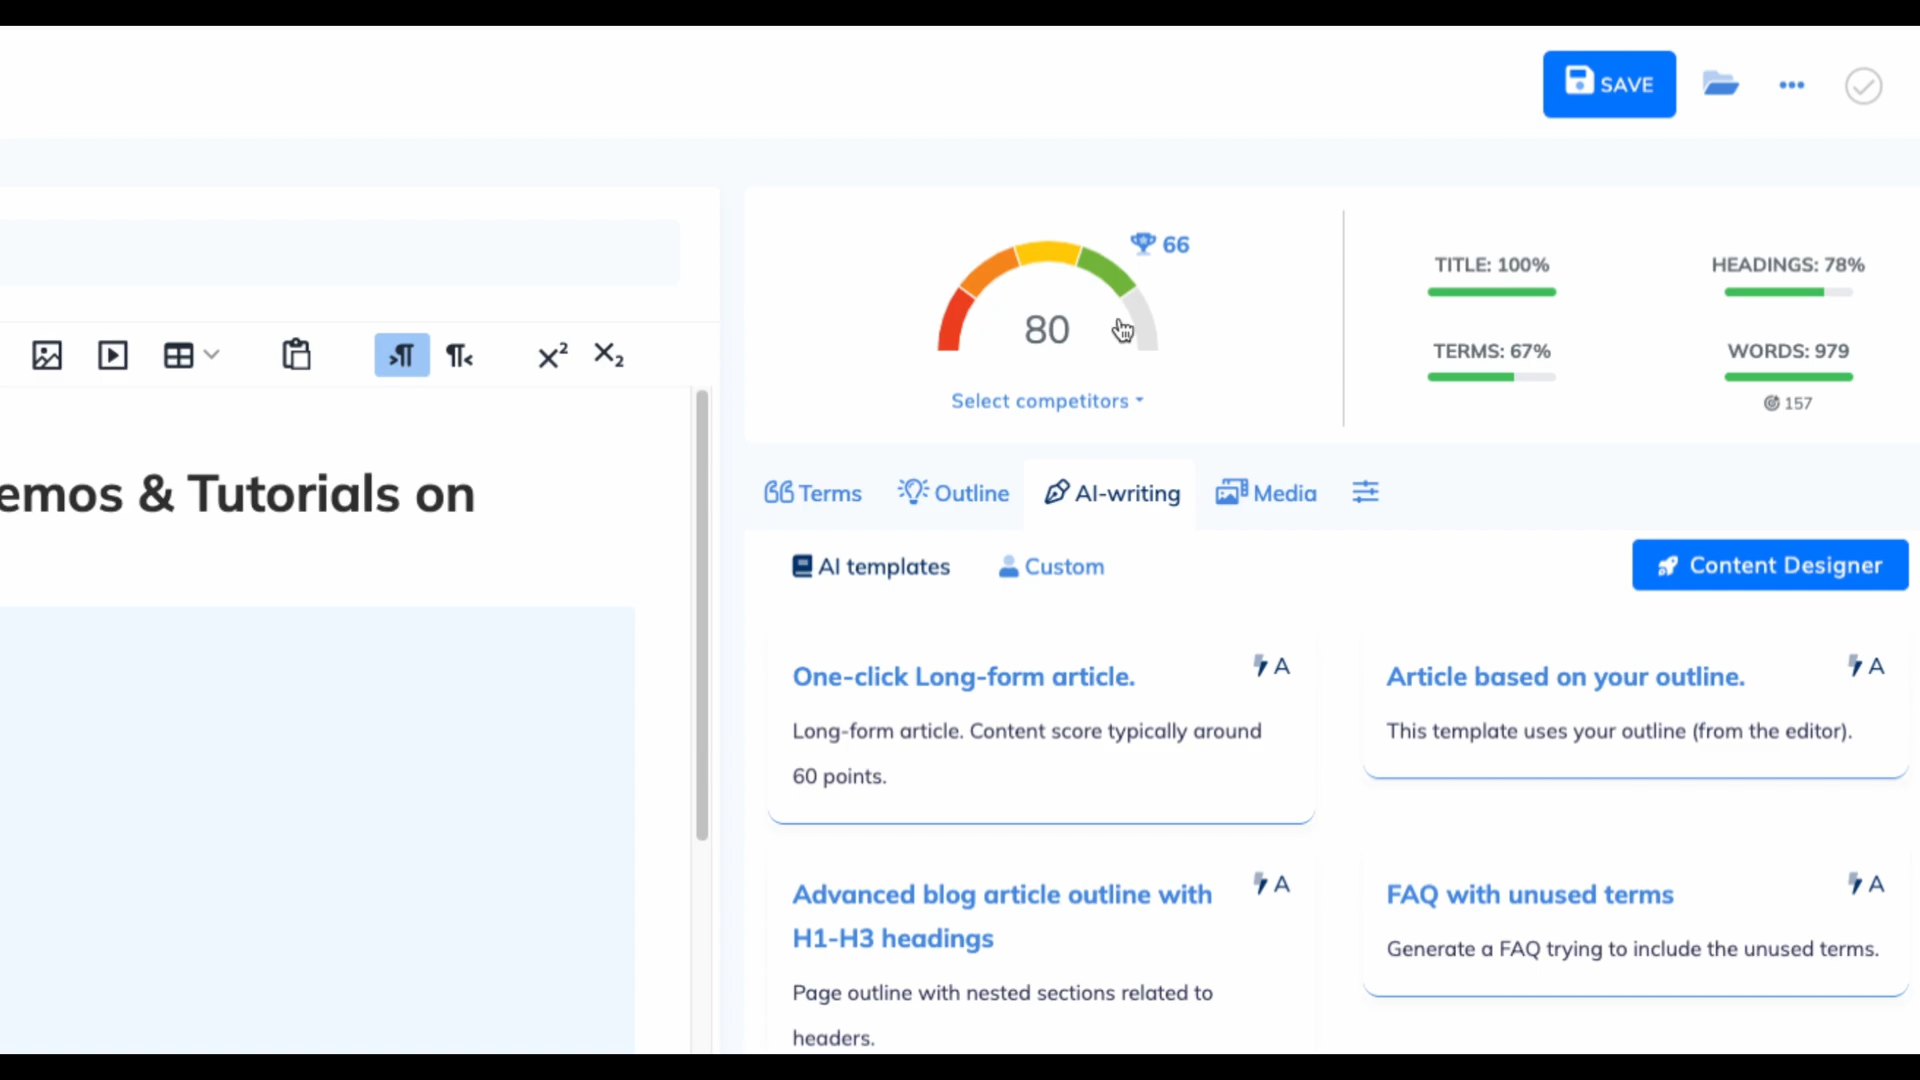 SAVE
66
80
Select competitors
TITLE: 100%
HEADINGS: 78%
TERMS: 67%
WORDS: 979
157
X²
X₂
emos & Tutorials on
Terms
Outline
AI-writing
Media
AI templates
Custom
Content Designer
One-click Long-form article.
A
Long-form article. Content score typically around
60 points.
Article based on your outline.
A
This template uses your outline (from the editor).
Advanced blog article outline with
H1-H3 headings
A
Page outline with nested sections related to
headers.
FAQ with unused terms
A
Generate a FAQ trying to include the unused terms.